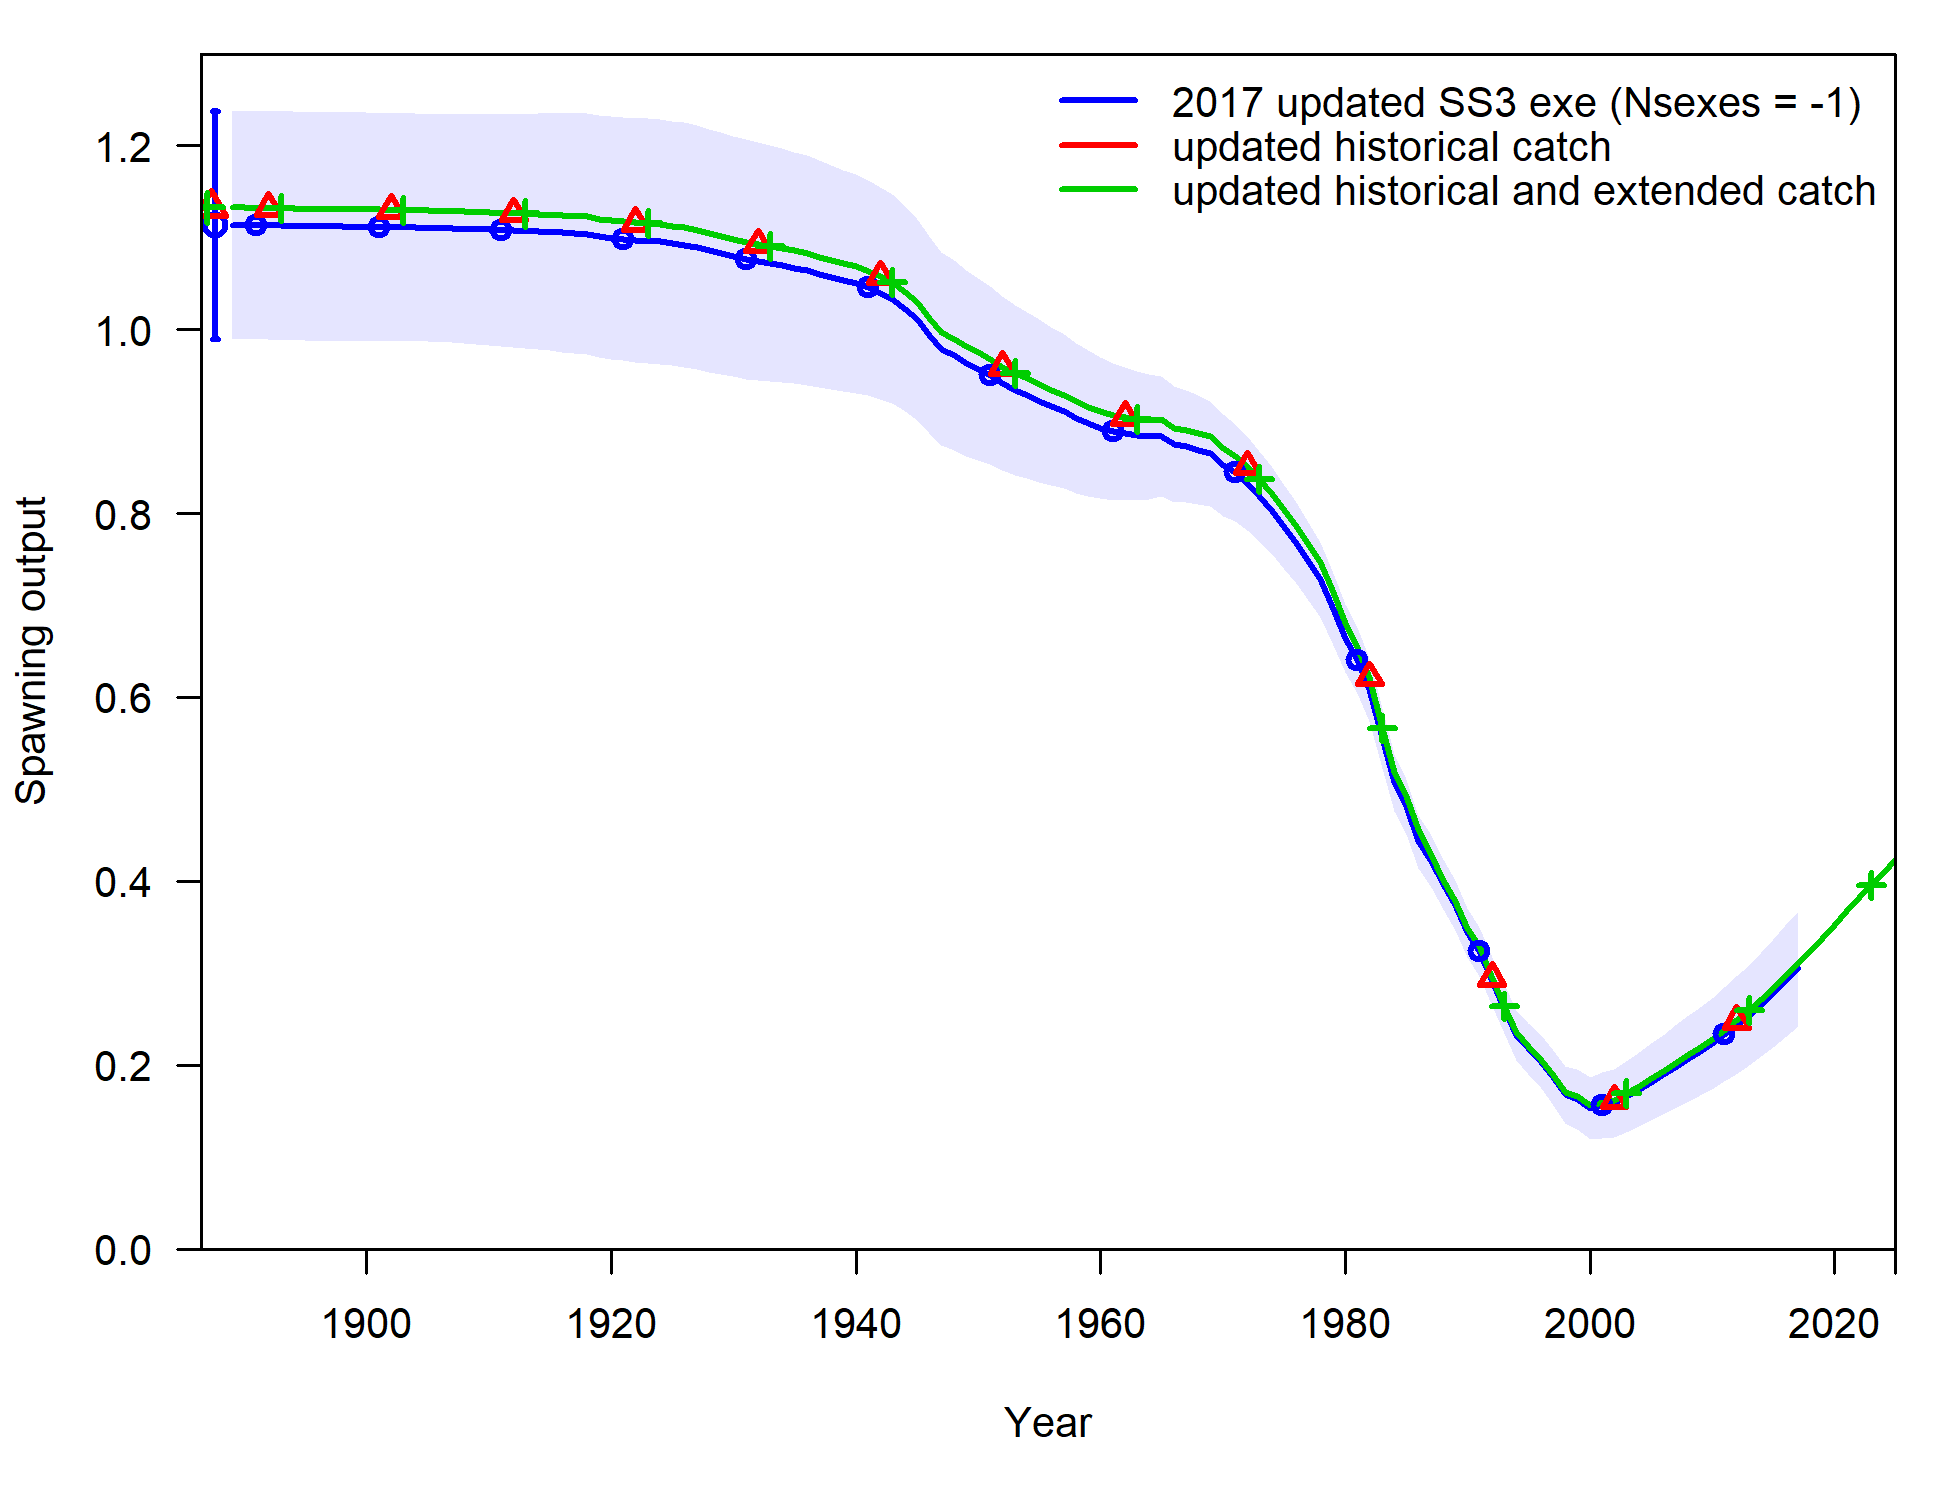 2017 updated SS3 exe (Nsexes = -1)
updated historical catch
updated historical and extended catch
Spawning output
1.2
1.0
0.8
0.6
0.4
0.2
0.0
1900 1920 1940 1960 1980 2000 2020
Year